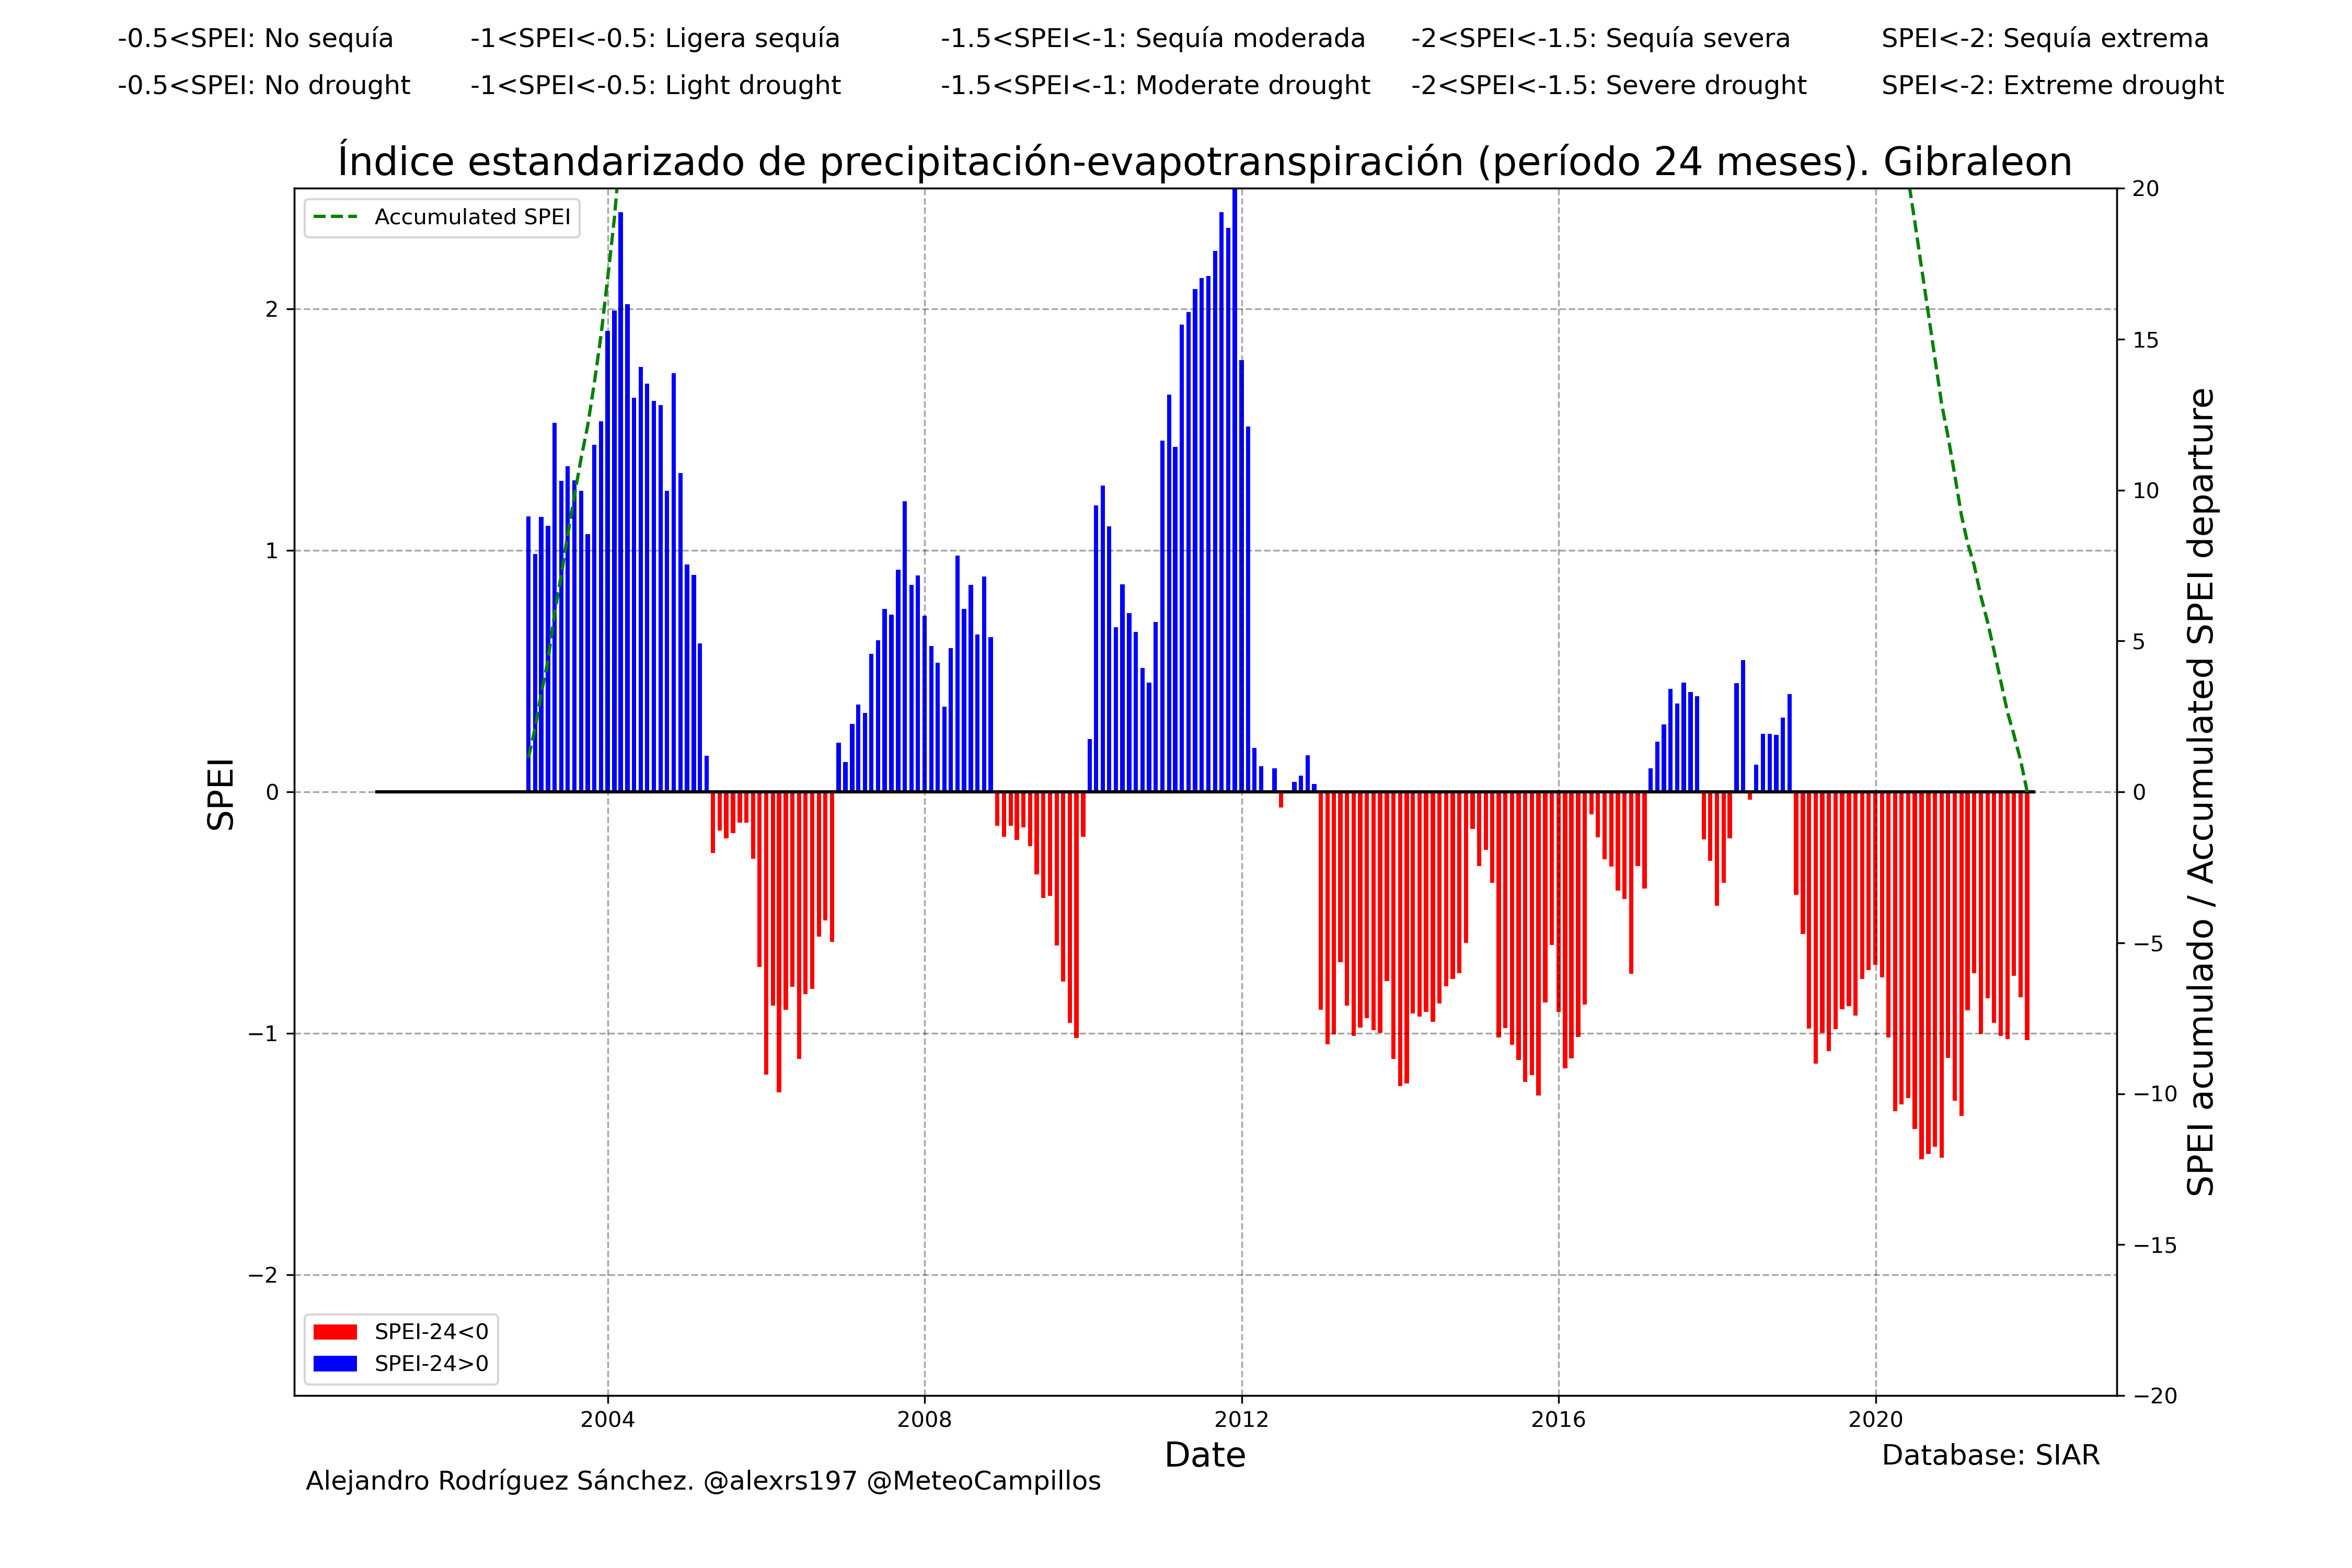 -0.5<SPEI: No sequía -1<SPEI<-0.5: Ligera sequía -1.5<SPEI<-1: Sequía moderada -2<SPEI<-1.5: Sequía severa SPEI<-2: Sequía extrema
-0.5<SPEI: No drought -1<SPEI<-0.5: Light drought -1.5<SPEI<-1: Moderate drought -2<SPEI<-1.5: Severe drought SPEI<-2: Extreme drought
Índice estandarizado de precipitación-evapotranspiración (período 24 meses). Gibraleon
Accumulated SPEI
SPEI
2
1
0
−1
−2
20
15
10
5
0
−5
−10
−15
−20
SPEI acumulado / Accumulated SPEI departure
SPEI-24<0
SPEI-24>0
2004 2008 2012 2016 2020
Date
Database: SIAR
Alejandro Rodríguez Sánchez. @alexrs197 @MeteoCampillos